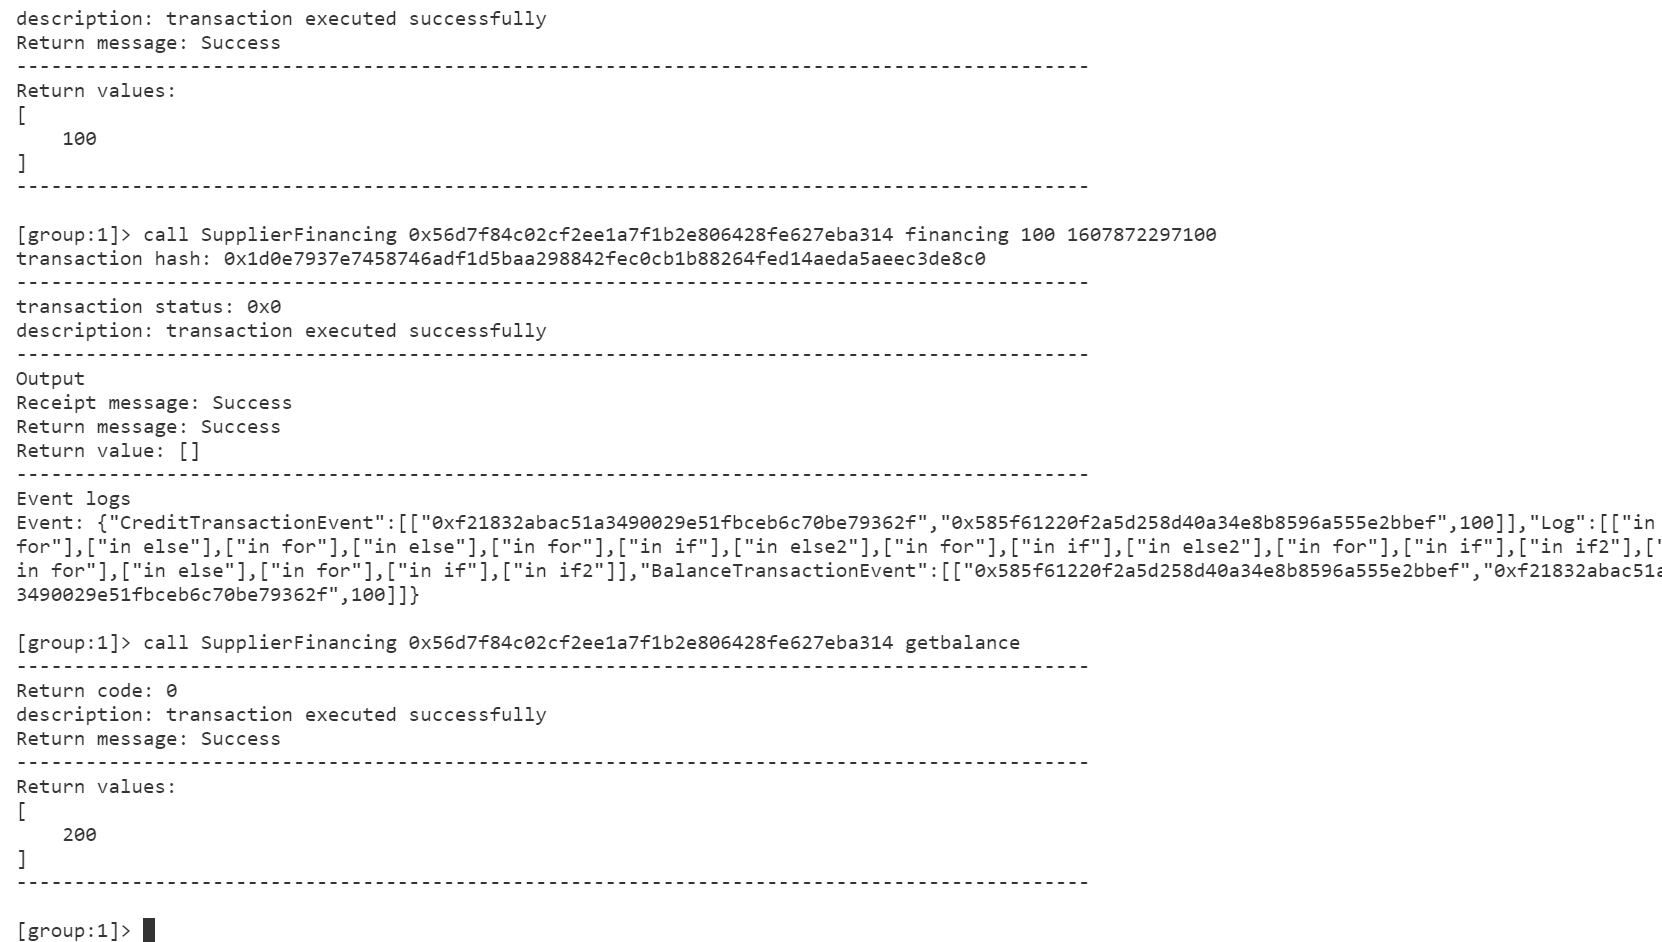 description: transaction executed successfully
Return message: Success
---------------------------------------------------------------------------------------------
Return values:
[
    100
]
---------------------------------------------------------------------------------------------
[group:1]> call SupplierFinancing 0x56d7f84c02cf2ee1a7f1b2e806428fe627eba314 financing 100 1607872297100
transaction hash: 0x1d0e7937e7458746adf1d5baa298842fec0cb1b88264fed14aeda5aeec3de8c0
---------------------------------------------------------------------------------------------
transaction status: 0x0
description: transaction executed successfully
---------------------------------------------------------------------------------------------
Output
Receipt message: Success
Return message: Success
Return value: []
---------------------------------------------------------------------------------------------
Event logs
Event: {"CreditTransactionEvent":[["0xf21832abac51a3490029e51fbceb6c70be79362f","0x585f61220f2a5d258d40a34e8b8596a555e2bbef",100]],"Log":[["in
for"],["in else"],["in for"],["in else"],["in for"],["in if"],["in else2"],["in for"],["in if"],["in else2"],["in for"],["in if"],["in if2"],["
in for"],["in else"],["in for"],["in if"],["in if2"]],"BalanceTransactionEvent":[["0x585f61220f2a5d258d40a34e8b8596a555e2bbef","0xf21832abac51a
3490029e51fbceb6c70be79362f",100]]}
[group:1]> call SupplierFinancing 0x56d7f84c02cf2ee1a7f1b2e806428fe627eba314 getbalance
---------------------------------------------------------------------------------------------
Return code: 0
description: transaction executed successfully
Return message: Success
---------------------------------------------------------------------------------------------
Return values:
[
    200
]
---------------------------------------------------------------------------------------------
[group:1]>